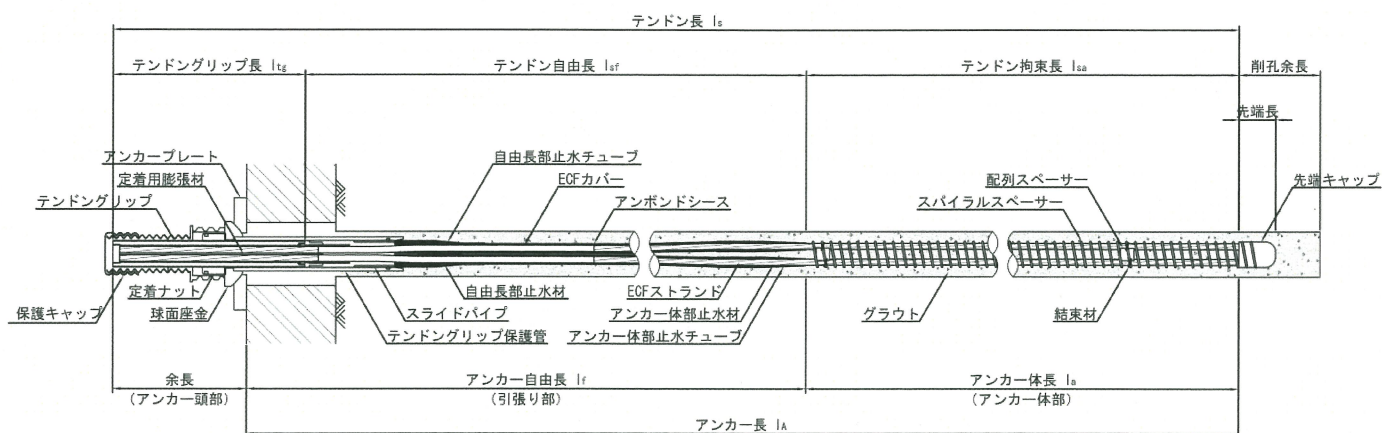 テンドン長 ls
テンドングリップ長 ltg
テンドン自由長 lsf
テンドン拘束長 lsa
削孔余長
先端長
アンカープレート
自由長部止水チューブ
定着用膨張材
ECFカバー
配列スペーサー
先端キャップ
テンドングリップ
アンボンドシース
スパイラルスペーサー
定着ナット
自由長部止水材
ECFストランド
保護キャップ
球面座金
スライドパイプ
アンカー体部止水材
グラウト
結束材
テンドングリップ保護管
アンカー体部止水チューブ
余長
(アンカー頭部)
アンカー自由長 lf
(引張り部)
アンカー体長 la
(アンカー体部)
アンカー長 lA